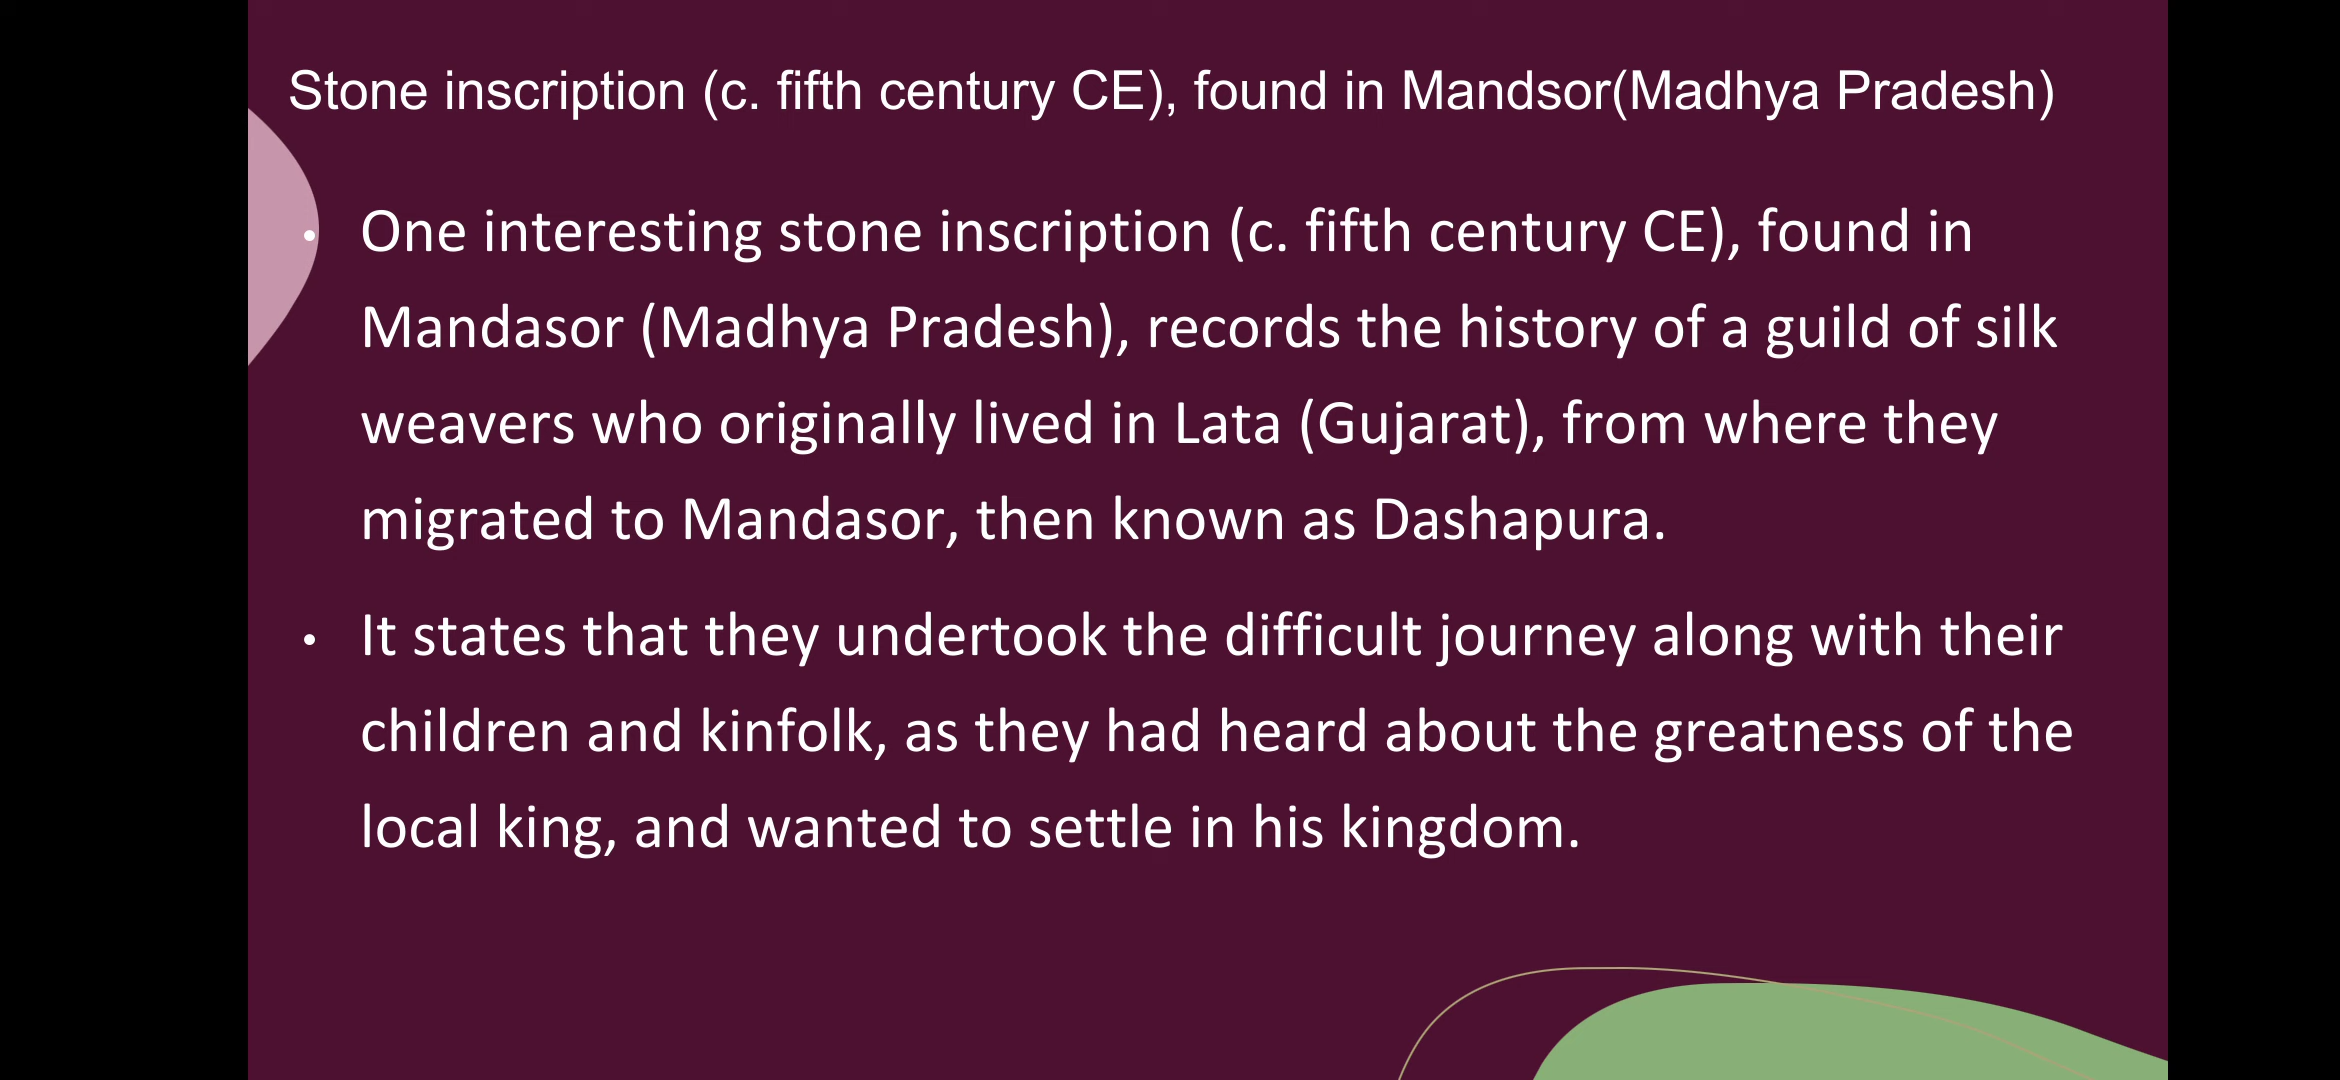 Stone inscription (c. fifth century CE), found in Mandsor(Madhya Pradesh)
• One interesting stone inscription (c. fifth century CE), found in
Mandasor (Madhya Pradesh), records the history of a guild of silk
weavers who originally lived in Lata (Gujarat), from where they
migrated to Mandasor, then known as Dashapura.
• It states that they undertook the difficult journey along with their
children and kinfolk, as they had heard about the greatness of the
local king, and wanted to settle in his kingdom.